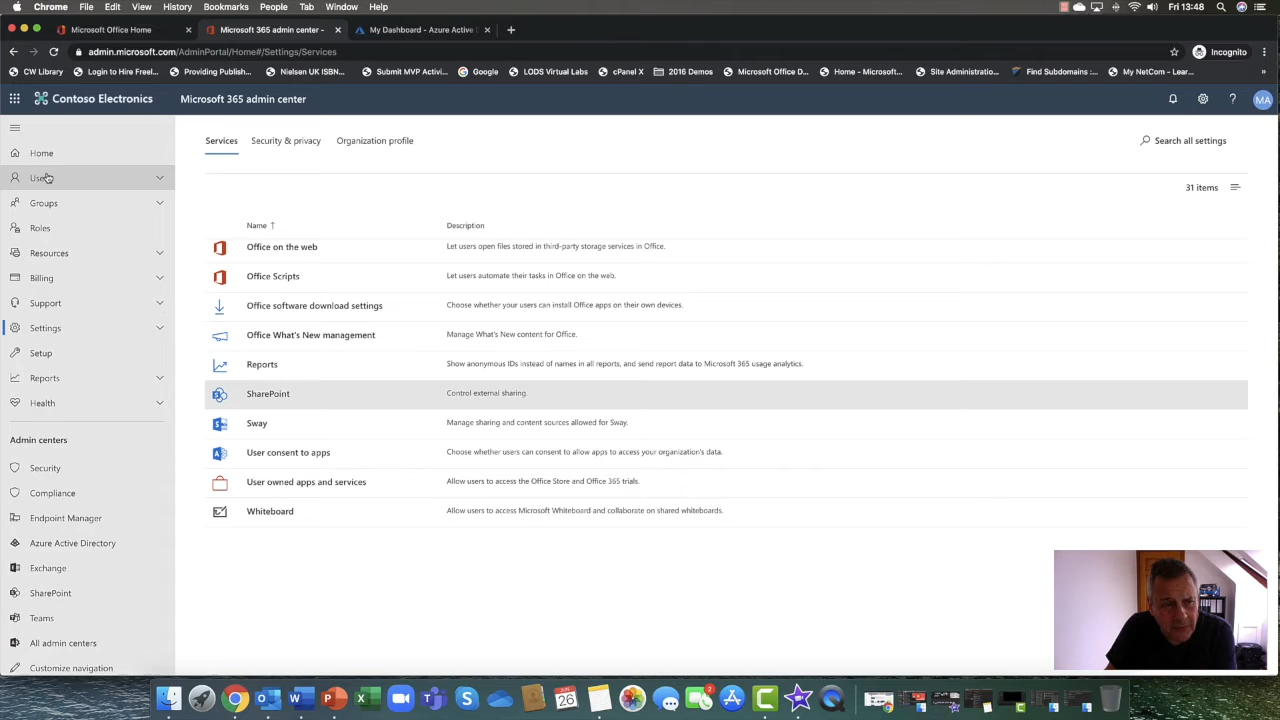 Chrome File Edit View History Bookmarks People Tab Window Help Fri 13:48
Microsoft Office Home × Microsoft 365 admin center - × My Dashboard - Azure Active D × +
admin.microsoft.com/AdminPortal/Home#/Settings/Services Incognito
CW Library Login to Hire Freel... Providing Publish... Nielsen UK ISBN... Submit MVP Activi... Google LODS Virtual Labs cPanel X 2016 Demos Microsoft Office D... Home - Microsoft... Site Administratio... Find Subdomains :... My NetCom - Lear... »
Contoso Electronics Microsoft 365 admin center ? MA
Services Security & privacy Organization profile Search all settings
31 items
Name ↑ Description
Office on the web Let users open files stored in third-party storage services in Office.
Office Scripts Let users automate their tasks in Office on the web.
Office software download settings Choose whether your users can install Office apps on their own devices.
Office What's New management Manage What's New content for Office.
Reports Show anonymous IDs instead of names in all reports, and send report data to Microsoft 365 usage analytics.
SharePoint Control external sharing.
Sway Manage sharing and content sources allowed for Sway.
User consent to apps Choose whether users can consent to allow apps to access your organization's data.
User owned apps and services Allow users to access the Office Store and Office 365 trials.
Whiteboard Allow users to access Microsoft Whiteboard and collaborate on shared whiteboards.
Home
Groups
Roles
Resources
Billing
Support
Settings
Setup
Reports
Health
Admin centers
Security
Compliance
Endpoint Manager
Azure Active Directory
Exchange
SharePoint
Teams
All admin centers
Customize navigation
JUN
26
2